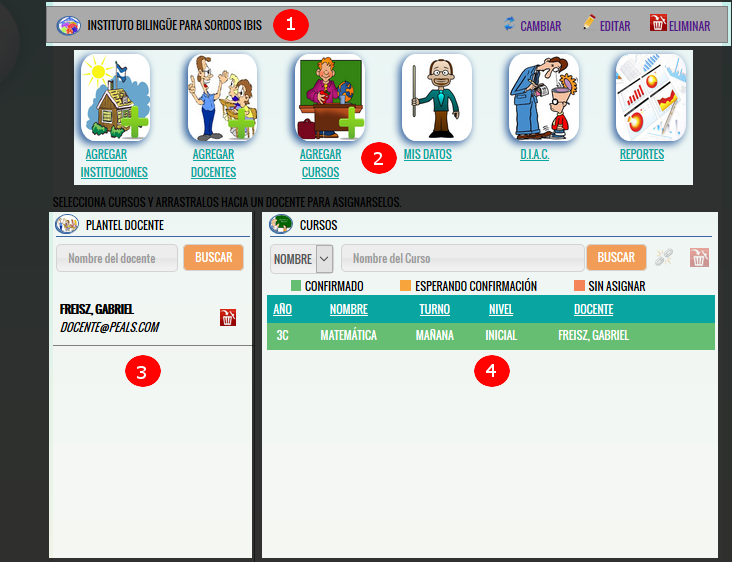 INSTITUTO BILINGÜE PARA SORDOS IBIS 1 CAMBIAR EDITAR ELIMINAR
AGREGAR INSTITUCIONES
AGREGAR DOCENTES
AGREGAR CURSOS
2
MIS DATOS
D.I.A.C.
REPORTES
SELECCIONA CURSOS Y ARRASTRALOS HACIA UN DOCENTE PARA ASIGNARSELOS.
PLANTEL DOCENTE
Nombre del docente BUSCAR
FREISZ, GABRIEL
DOCENTE@PEALS.COM
3
CURSOS
NOMBRE Nombre del Curso BUSCAR
CONFIRMADO ESPERANDO CONFIRMACIÓN SIN ASIGNAR
AÑO NOMBRE TURNO NIVEL DOCENTE
3C MATEMÁTICA MAÑANA INICIAL FREISZ, GABRIEL
4